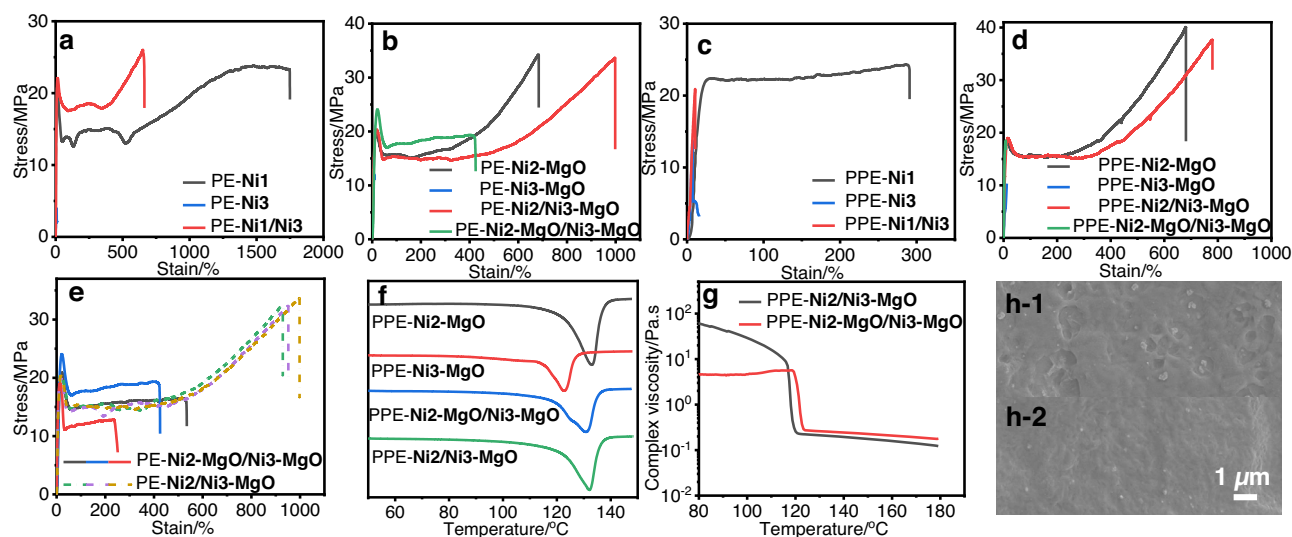 a
30
20
10
0
Stress/MPa
0 500 1000 1500 2000
Stain/%
PE-Ni1
PE-Ni3
PE-Ni1/Ni3
b
40
30
20
10
0
Stress/MPa
0 200 400 600 800 1000
Stain/%
PE-Ni2-MgO
PE-Ni3-MgO
PE-Ni2/Ni3-MgO
PE-Ni2-MgO/Ni3-MgO
c
30
20
10
0
Stress/MPa
0 100 200 300
Stain/%
PPE-Ni1
PPE-Ni3
PPE-Ni1/Ni3
d
40
30
20
10
0
Stress/MPa
0 200 400 600 800 1000
Stain/%
PPE-Ni2-MgO
PPE-Ni3-MgO
PPE-Ni2/Ni3-MgO
PPE-Ni2-MgO/Ni3-MgO
e
30
20
10
0
Stress/MPa
0 200 400 600 800 1000
Stain/%
PE-Ni2-MgO/Ni3-MgO
PE-Ni2/Ni3-MgO
f
PPE-Ni2-MgO
PPE-Ni3-MgO
PPE-Ni2-MgO/Ni3-MgO
PPE-Ni2/Ni3-MgO
60 80 100 120 140
Temperature/ºC
g
10²
10¹
10⁰
10⁻¹
10⁻²
Complex viscosity/Pa.s
80 100 120 140 160 180
Temperature/ºC
PPE-Ni2/Ni3-MgO
PPE-Ni2-MgO/Ni3-MgO
h-1
h-2
1 µm